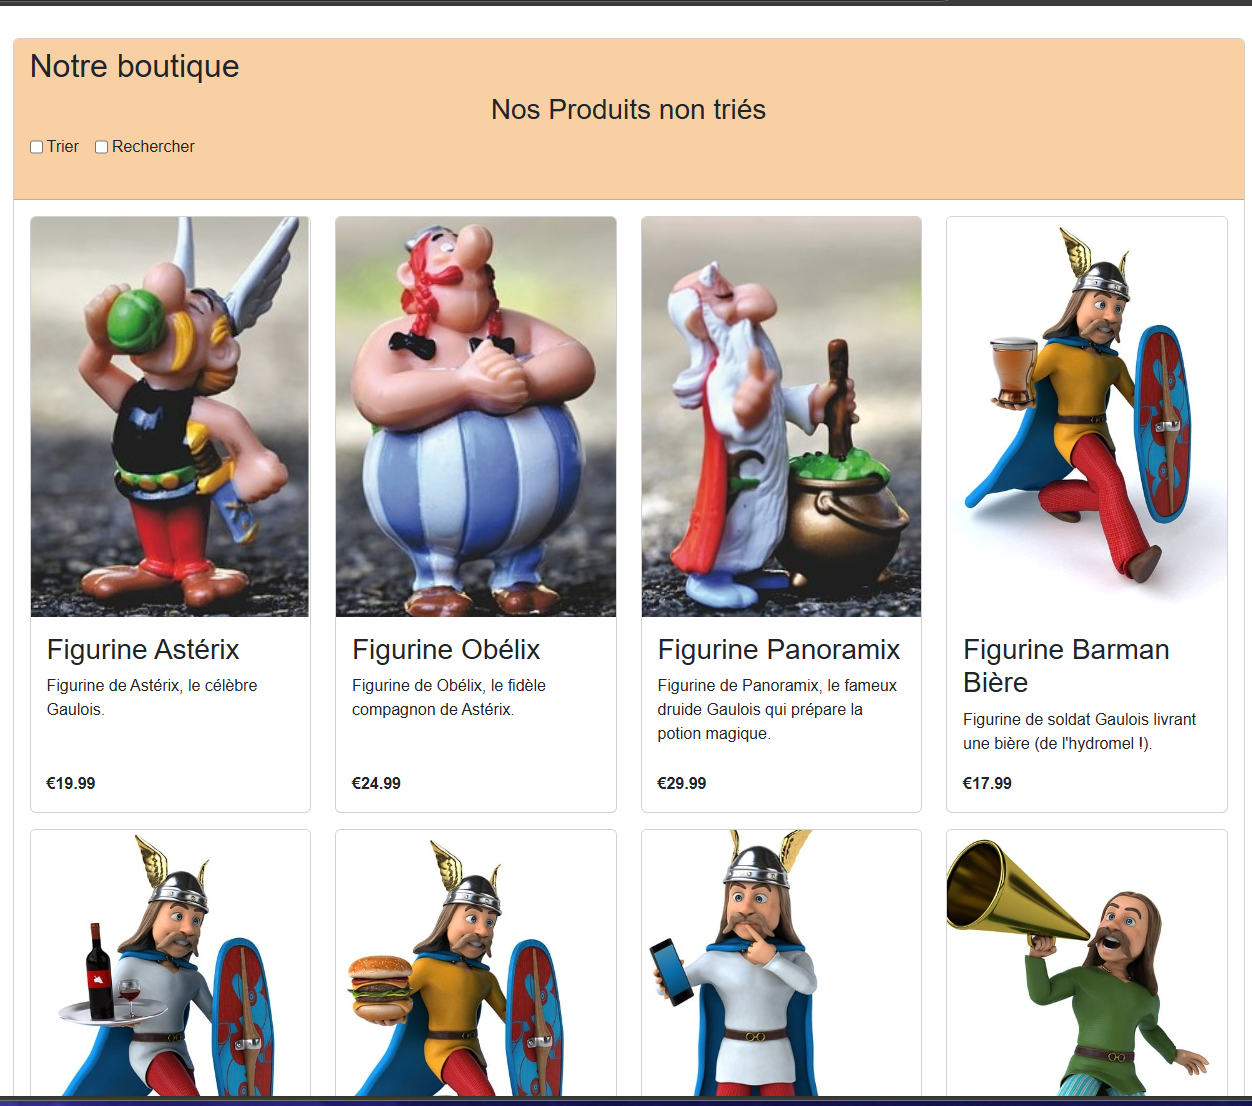 Notre boutique
Nos Produits non triés
Trier Rechercher
Figurine Astérix
Figurine de Astérix, le célèbre
Gaulois.
€19.99
Figurine Obélix
Figurine de Obélix, le fidèle
compagnon de Astérix.
€24.99
Figurine Panoramix
Figurine de Panoramix, le fameux
druide Gaulois qui prépare la
potion magique.
€29.99
Figurine Barman
Bière
Figurine de soldat Gaulois livrant
une bière (de l'hydromel !).
€17.99